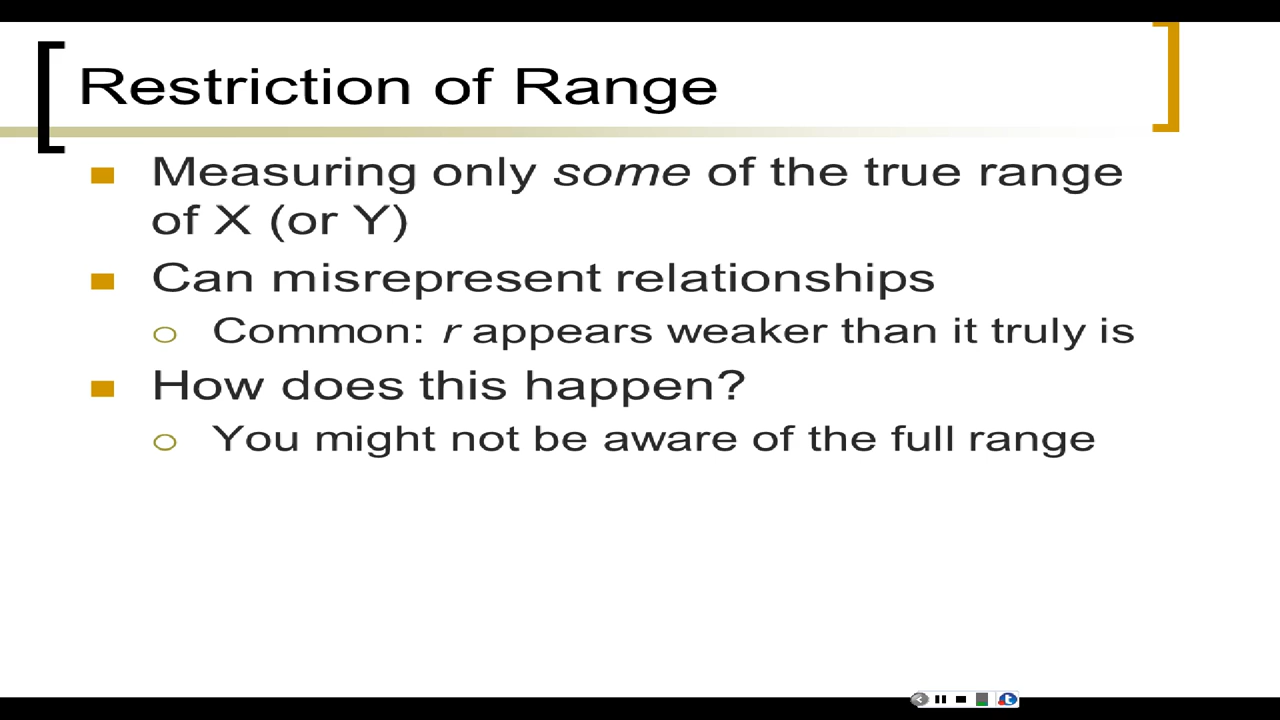 Restriction of Range
Measuring only some of the true range
of X (or Y)
Can misrepresent relationships
Common: r appears weaker than it truly is
How does this happen?
You might not be aware of the full range